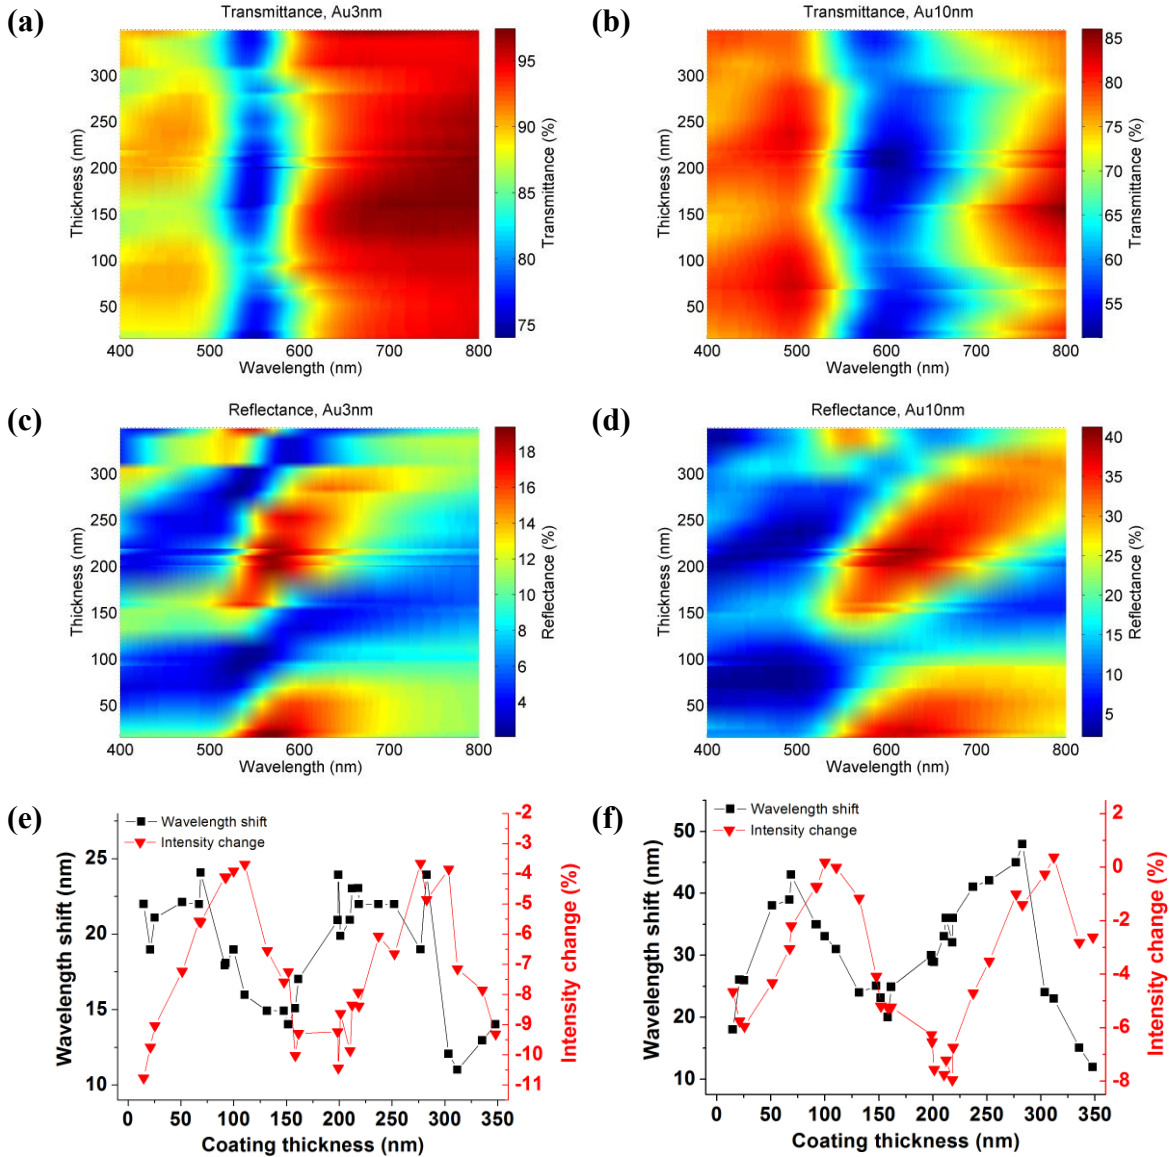 (a)
Transmittance, Au3nm
300
250
200
150
100
50
Thickness (nm)
400 500 600 700 800
Wavelength (nm)
95
90
85
80
75
Transmittance (%)
(b)
Transmittance, Au10nm
300
250
200
150
100
50
Thickness (nm)
400 500 600 700 800
Wavelength (nm)
85
80
75
70
65
60
55
Transmittance (%)
(c)
Reflectance, Au3nm
300
250
200
150
100
50
Thickness (nm)
400 500 600 700 800
Wavelength (nm)
18
16
14
12
10
8
6
4
Reflectance (%)
(d)
Reflectance, Au10nm
300
250
200
150
100
50
Thickness (nm)
400 500 600 700 800
Wavelength (nm)
40
35
30
25
20
15
10
5
Reflectance (%)
(e)
Wavelength shift
Intensity change
25
20
15
10
Wavelength shift (nm)
0 50 100 150 200 250 300 350
Coating thickness (nm)
-2
-3
-4
-5
-6
-7
-8
-9
-10
-11
Intensity change (%)
(f)
Wavelength shift
Intensity change
50
40
30
20
10
Wavelength shift (nm)
0 50 100 150 200 250 300 350
Coating thickness (nm)
2
0
-2
-4
-6
-8
Intensity change (%)